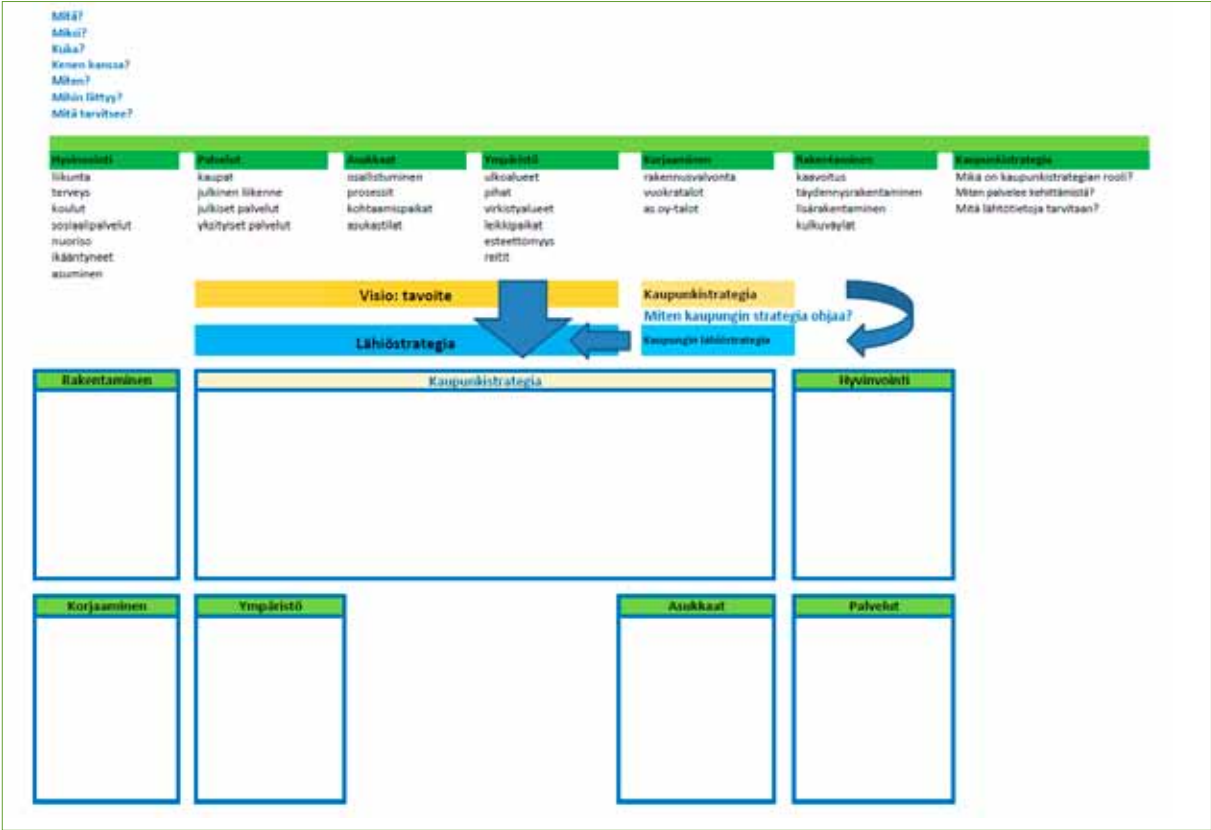 Mitä?
Miksi?
Kuka?
Kenen kanssa?
Miten?
Mihin liittyy?
Mitä tarvitsee?
Hyvinvointi Palvelut Asukkaat Ympäristö Korjaaminen Rakentaminen Kaupunkistrategia
liikunta kaupat osallistuminen ulkoalueet rakennusvalvonta kaavoitus Mikä on kaupunkistrategian rooli?
terveys julkinen liikenne prosessit pihat vuokratalot täydennysrakentaminen Miten palvelee kehittämistä?
koulut julkiset palvelut kohtaamispaikat virkistyalueet as oy-talot lisärakentaminen Mitä lähtötietoja tarvitaan?
sosiaalipalvelut yksityiset palvelut asukastilat leikkipaikat kulkuväylät
nuoriso esteettömyys
ikääntyneet reitit
asuminen
Visio: tavoite Kaupunkistrategia
Miten kaupungin strategia ohjaa?
Lähiöstrategia Kaupungin lähiöstrategia
Rakentaminen Kaupunkistrategia Hyvinvointi
Korjaaminen Ympäristö Asukkaat Palvelut